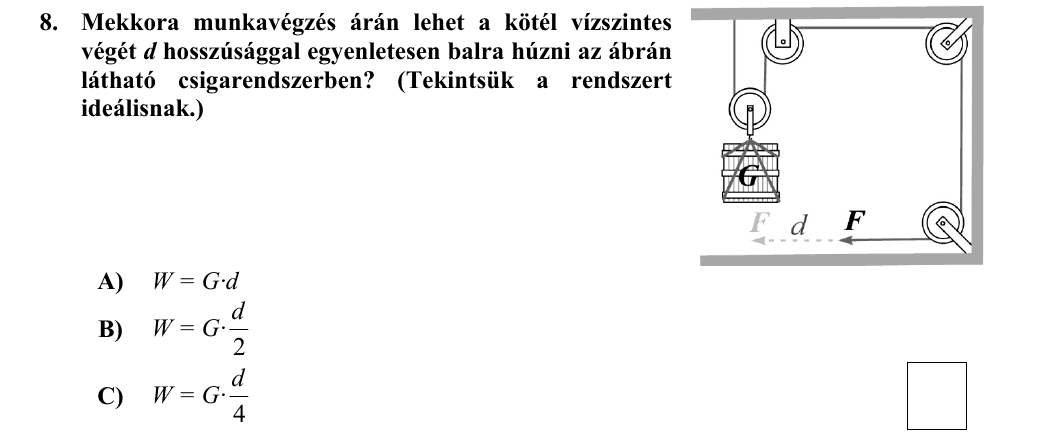 8. Mekkora munkavégzés árán lehet a kötél vízszintes
végét d hosszúsággal egyenletesen balra húzni az ábrán
látható csigarendszerben? (Tekintsük a rendszert
ideálisnak.)
G
F d F
A) W = G·d
B) W = G·d/2
C) W = G·d/4